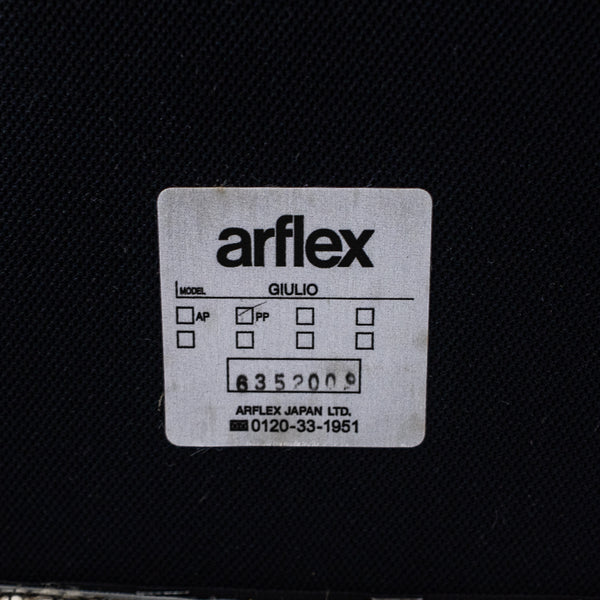 arflex
MODEL GIULIO
AP PP
6352009
ARFLEX JAPAN LTD.
0120-33-1951